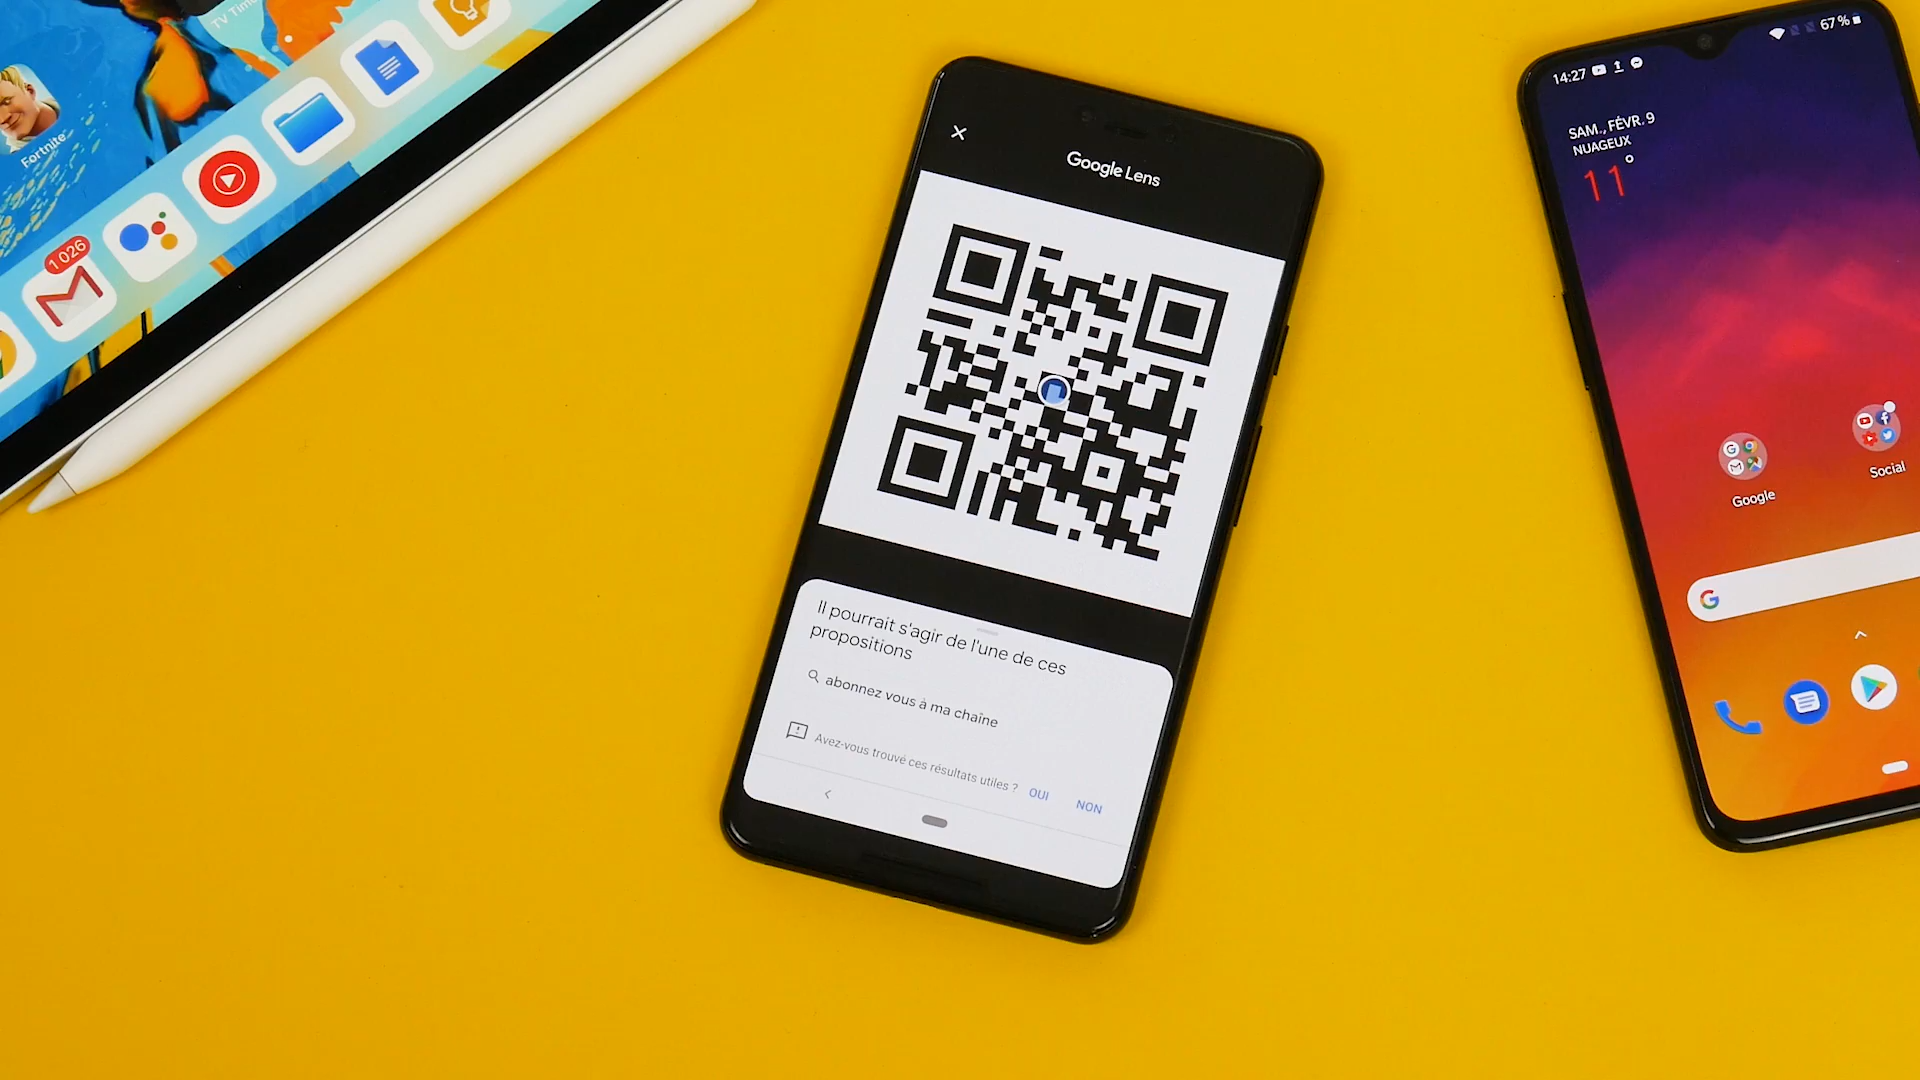 TV Time
Fortnite
1 026
Google Lens
Il pourrait s'agir de l'une de ces
propositions
abonnez vous à ma chaîne
Avez-vous trouvé ces résultats utiles ? OUI NON
14:27
67 %
SAM., FÉVR. 9
NUAGEUX
11°
Google
Social